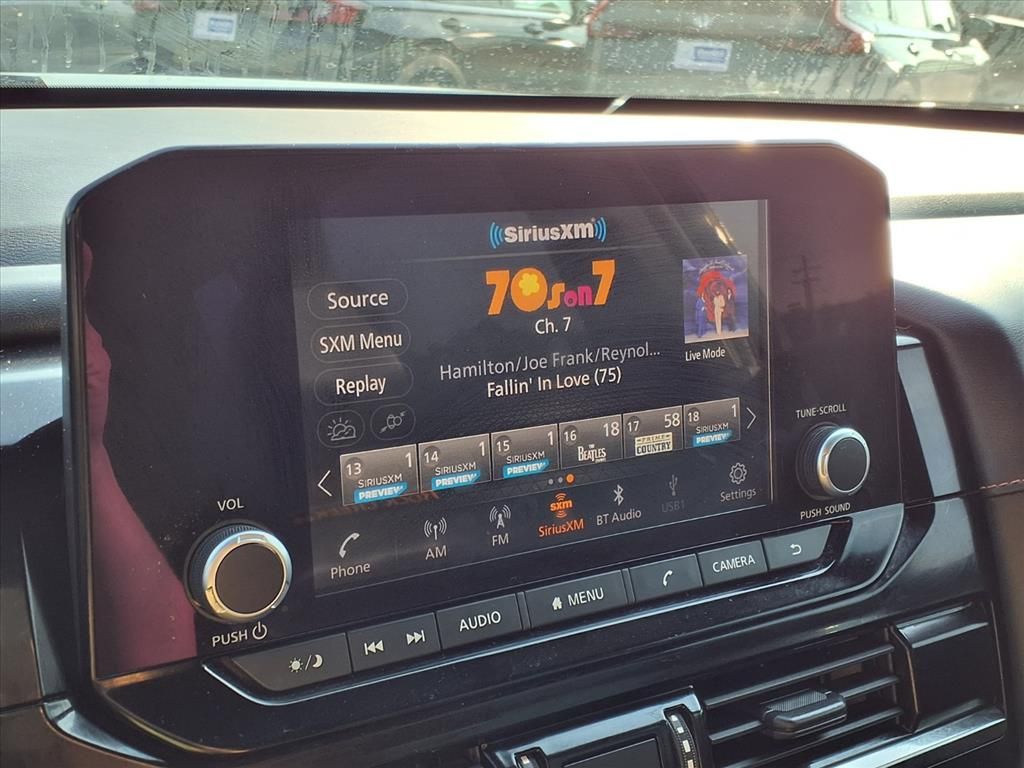 SiriusXM
70s on 7
Ch. 7
Hamilton/Joe Frank/Reynol...
Fallin' In Love (75)
Live Mode
Source
SXM Menu
Replay
13 1 SIRIUSXM PREVIEW
14 1 SIRIUSXM PREVIEW
15 1 SIRIUSXM PREVIEW
16 18 THE BEATLES
17 58 PRIME COUNTRY
18 1 SIRIUSXM PREVIEW
Phone
AM
FM
sxm
SiriusXM
BT Audio
USB1
Settings
VOL
PUSH
TUNE·SCROLL
PUSH SOUND
AUDIO
MENU
CAMERA